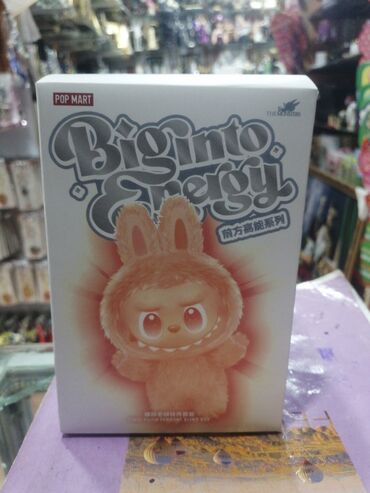 POP MART
THE MONSTERS
Big into
Energy
前方高能系列